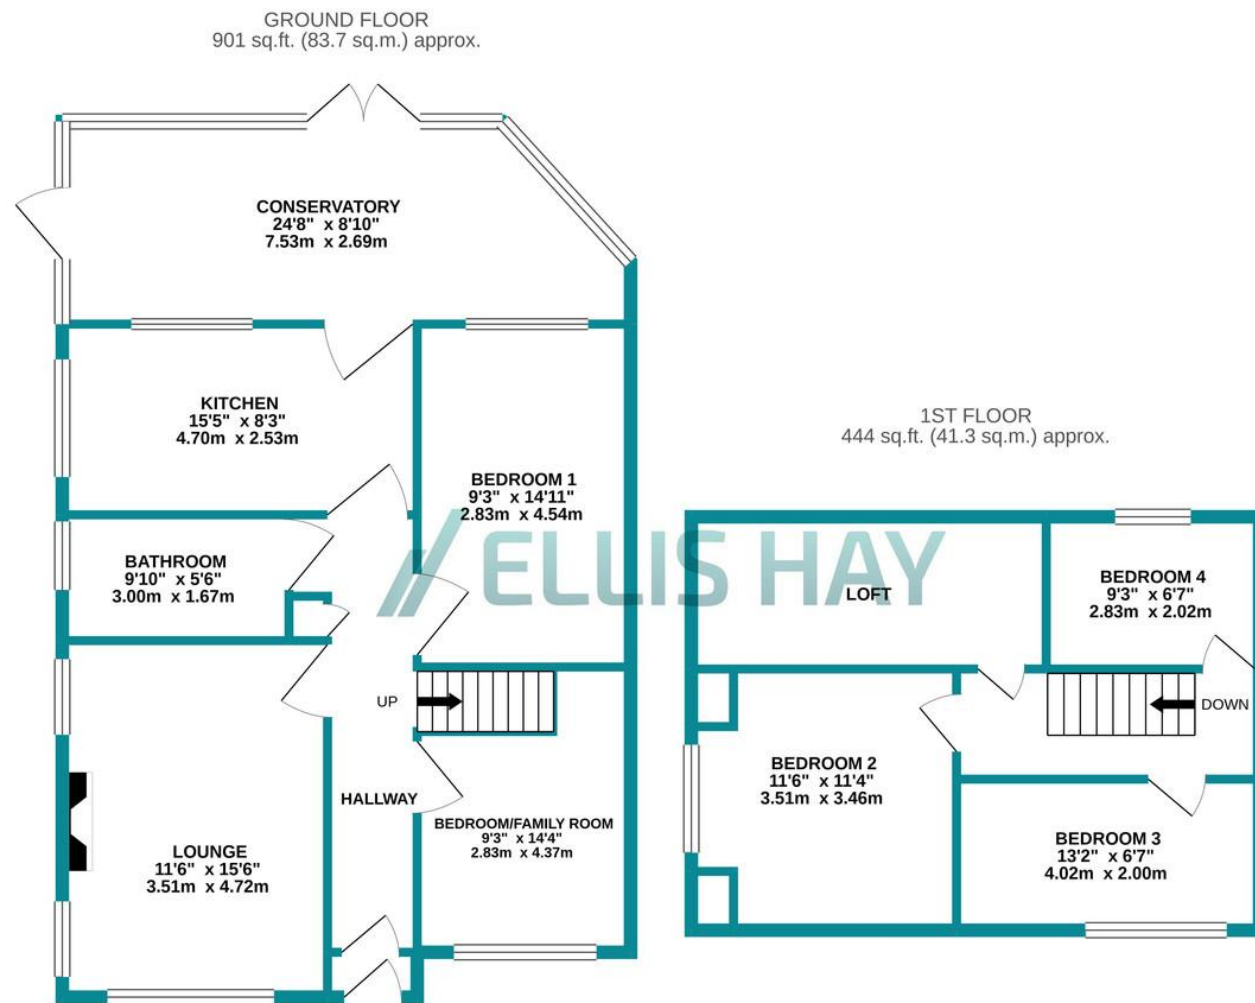 GROUND FLOOR
901 sq.ft. (83.7 sq.m.) approx.
CONSERVATORY
24'8" x 8'10"
7.53m x 2.69m
KITCHEN
15'5" x 8'3"
4.70m x 2.53m
BEDROOM 1
9'3" x 14'11"
2.83m x 4.54m
BATHROOM
9'10" x 5'6"
3.00m x 1.67m
UP
HALLWAY
BEDROOM/FAMILY ROOM
9'3" x 14'4"
2.83m x 4.37m
LOUNGE
11'6" x 15'6"
3.51m x 4.72m
ELLIS HAY
1ST FLOOR
444 sq.ft. (41.3 sq.m.) approx.
LOFT
BEDROOM 4
9'3" x 6'7"
2.83m x 2.02m
DOWN
BEDROOM 2
11'6" x 11'4"
3.51m x 3.46m
BEDROOM 3
13'2" x 6'7"
4.02m x 2.00m